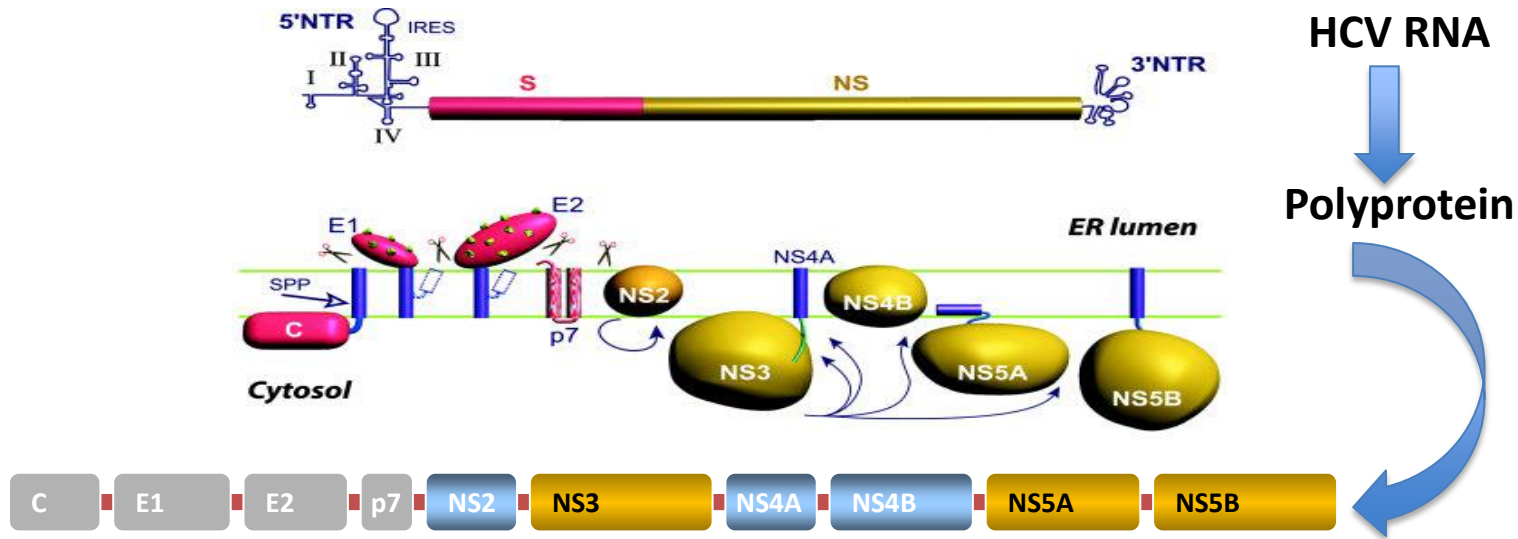 5'NTR
IRES
I
II
III
IV
S
NS
3'NTR
HCV RNA
Polyprotein
E1
E2
ER lumen
SPP
C
p7
NS2
NS3
NS4A
NS4B
NS5A
NS5B
Cytosol
C E1 E2 p7 NS2 NS3 NS4A NS4B NS5A NS5B